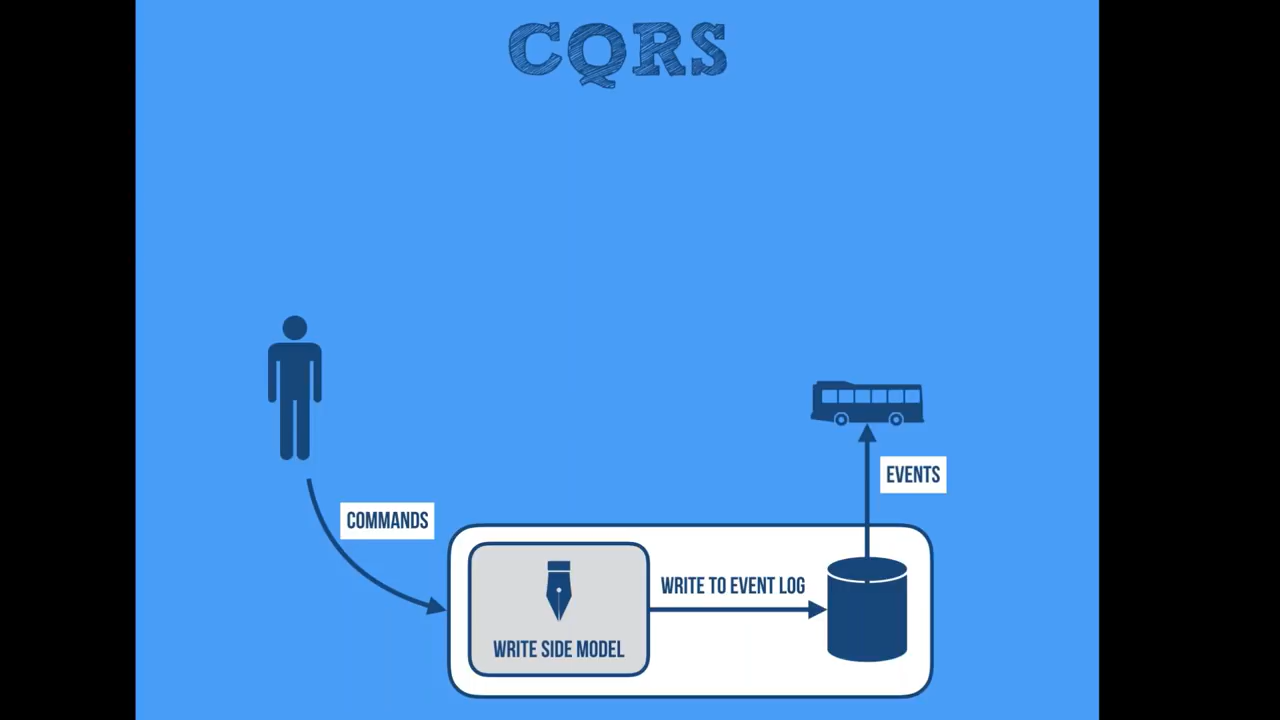 CQRS
EVENTS
COMMANDS
WRITE TO EVENT LOG
WRITE SIDE MODEL